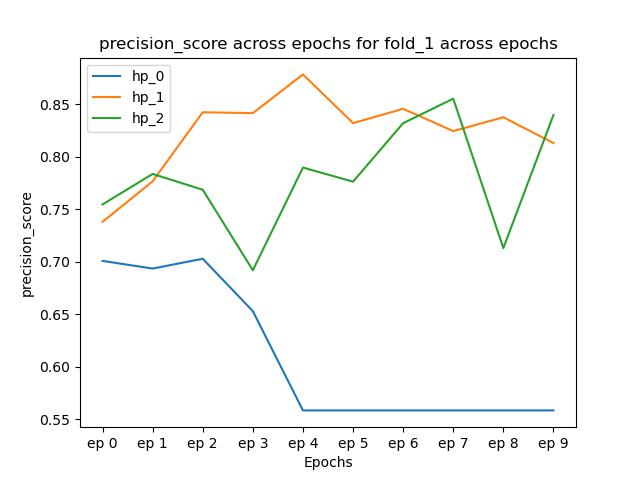 precision_score across epochs for fold_1 across epochs
hp_0
hp_1
hp_2
precision_score
0.85
0.80
0.75
0.70
0.65
0.60
0.55
ep 0 ep 1 ep 2 ep 3 ep 4 ep 5 ep 6 ep 7 ep 8 ep 9
Epochs